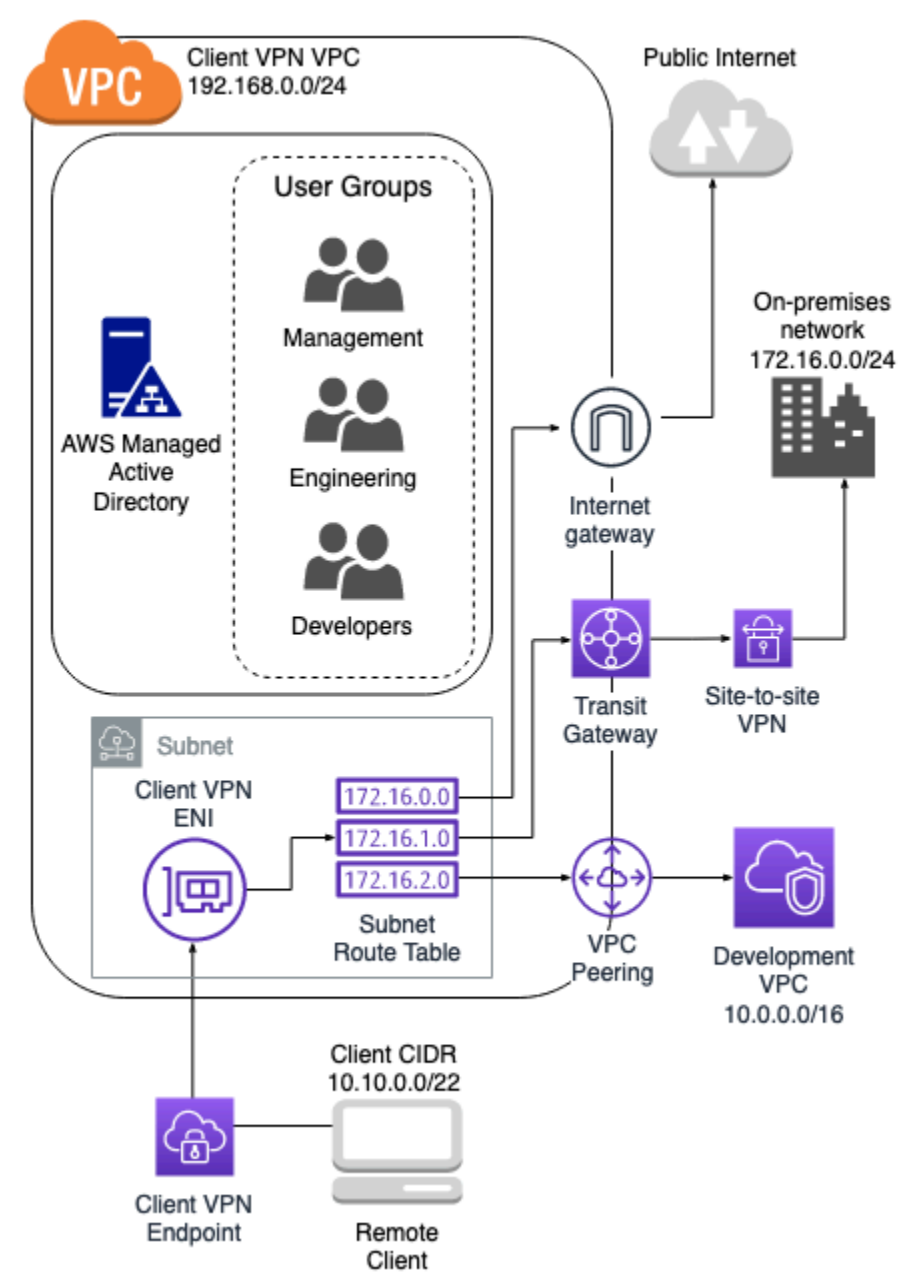 VPC
Client VPN VPC
192.168.0.0/24
Public Internet
User Groups
Management
Engineering
Developers
AWS Managed
Active
Directory
On-premises
network
172.16.0.0/24
Internet
gateway
Transit
Gateway
Site-to-site
VPN
Subnet
Client VPN
ENI
172.16.0.0
172.16.1.0
172.16.2.0
Subnet
Route Table
VPC
Peering
Development
VPC
10.0.0.0/16
Client CIDR
10.10.0.0/22
Client VPN
Endpoint
Remote
Client